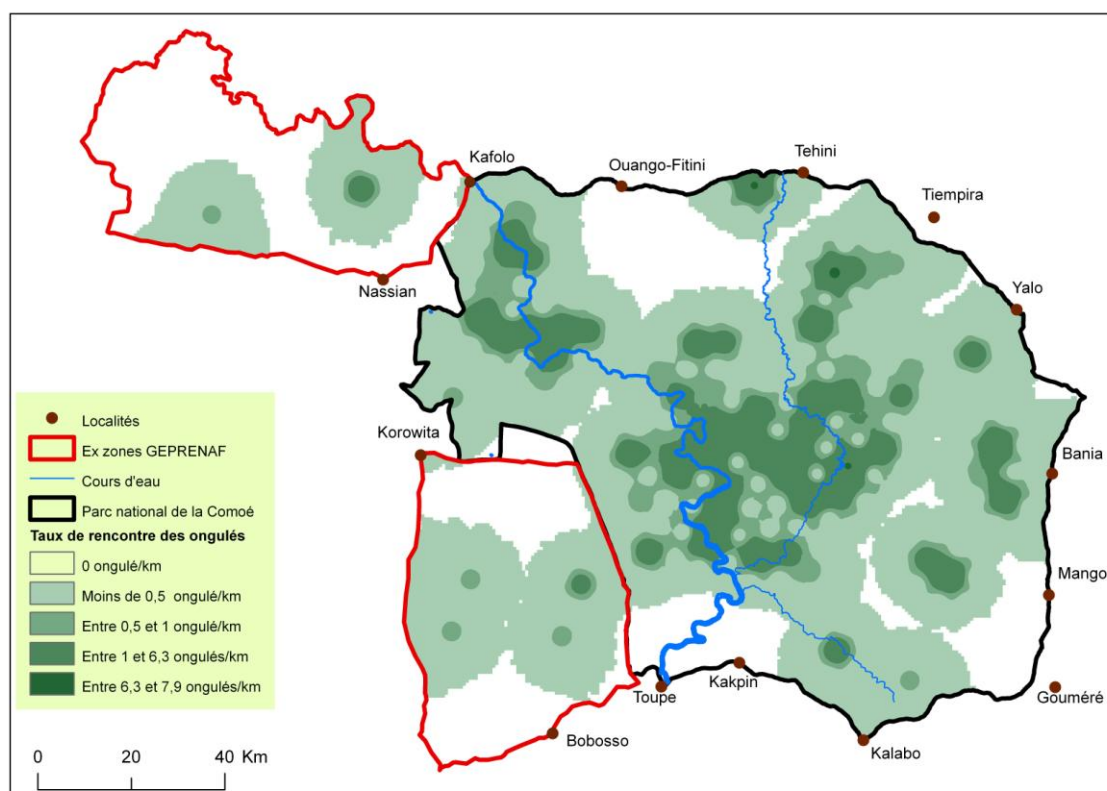 Kafolo
Ouango-Fitini
Tehini
Tiempira
Nassian
Yalo
Korowita
Bania
Mango
Toupe
Kakpin
Gouméré
Bobosso
Kalabo
Localités
Ex zones GEPRENAF
Cours d'eau
Parc national de la Comoé
Taux de rencontre des ongulés
0 ongulé/km
Moins de 0,5 ongulé/km
Entre 0,5 et 1 ongulé/km
Entre 1 et 6,3 ongulés/km
Entre 6,3 et 7,9 ongulés/km
0 20 40 Km